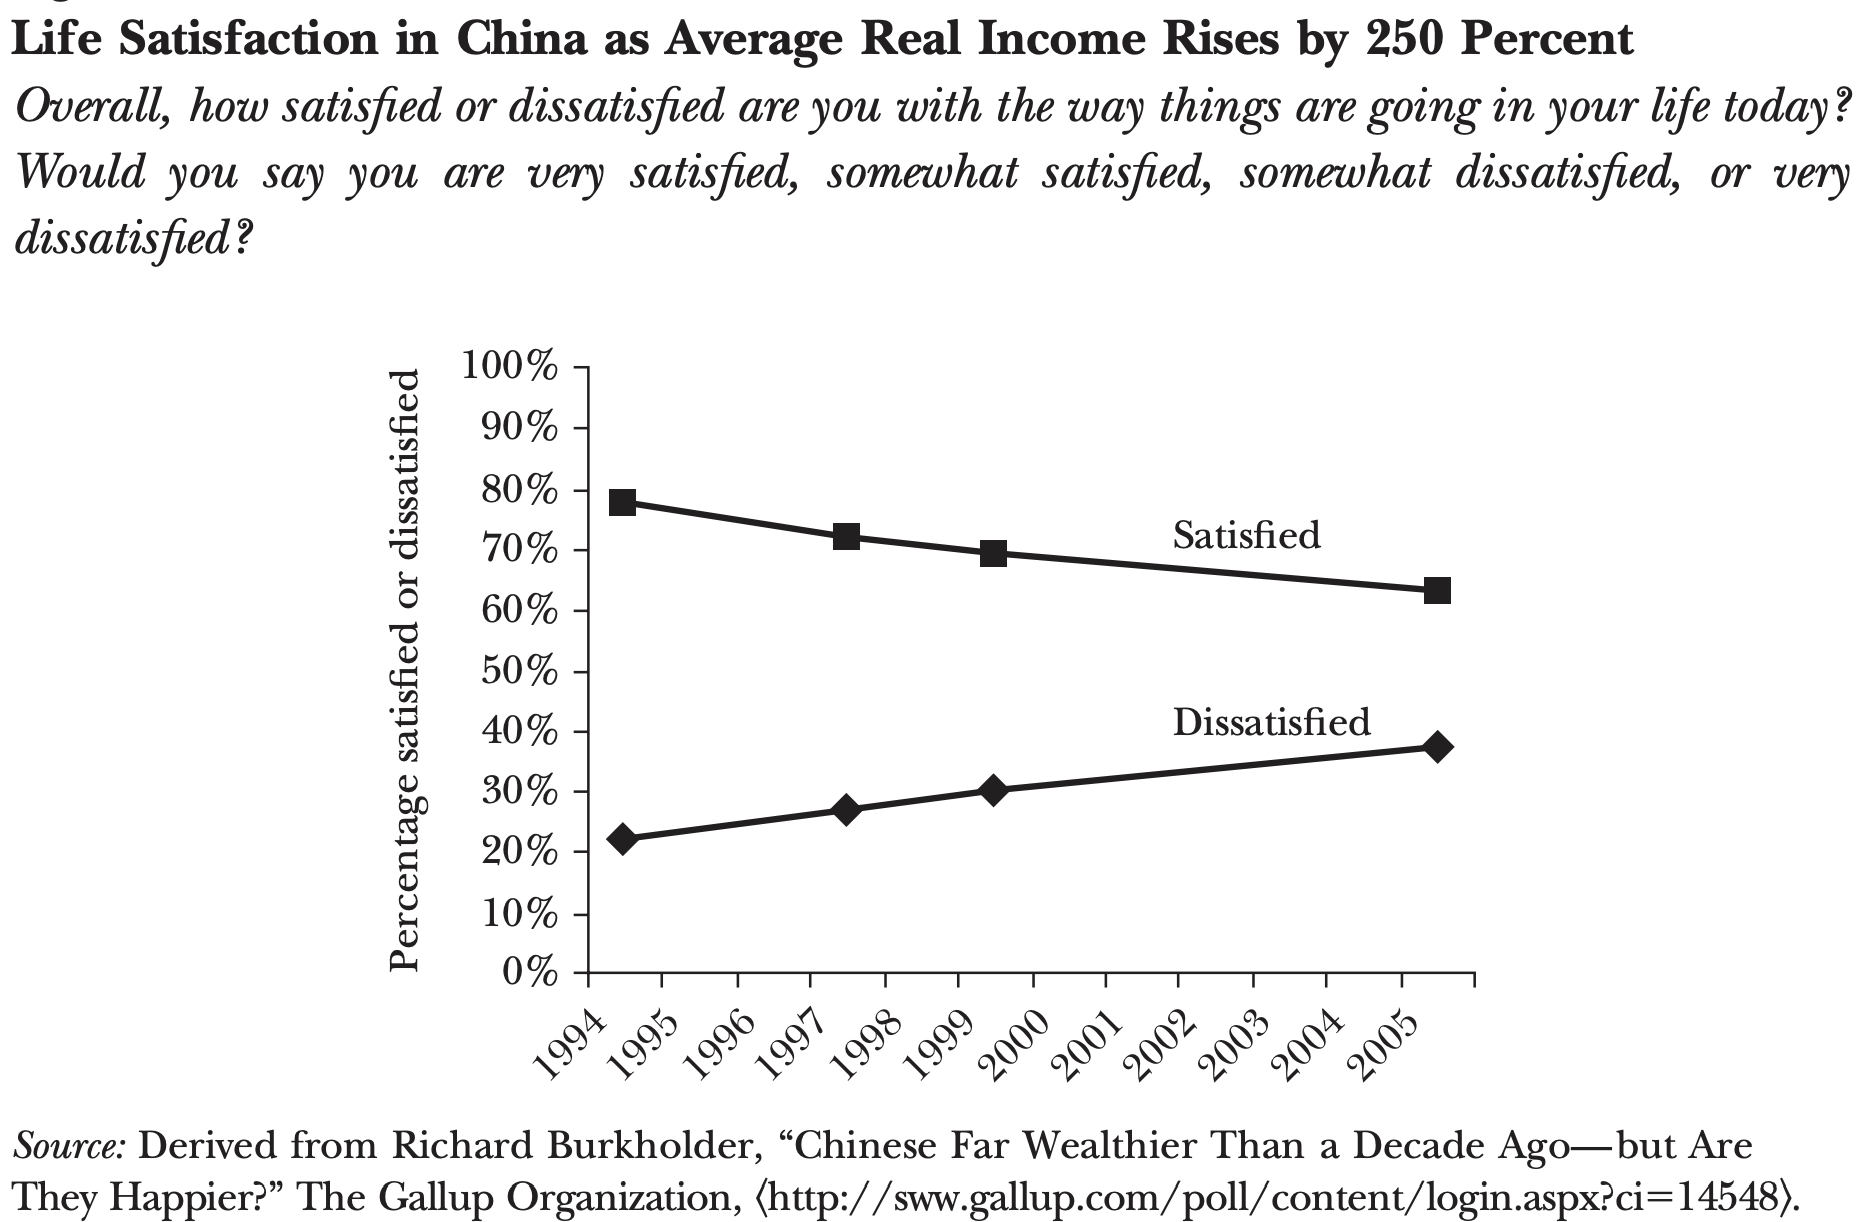 Life Satisfaction in China as Average Real Income Rises by 250 Percent
Overall, how satisfied or dissatisfied are you with the way things are going in your life today?
Would you say you are very satisfied, somewhat satisfied, somewhat dissatisfied, or very
dissatisfied?
Percentage satisfied or dissatisfied
100%
90%
80%
70%
60%
50%
40%
30%
20%
10%
0%
Satisfied
Dissatisfied
1994
1995
1996
1997
1998
1999
2000
2001
2002
2003
2004
2005
Source: Derived from Richard Burkholder, “Chinese Far Wealthier Than a Decade Ago—but Are
They Happier?” The Gallup Organization, ⟨http://sww.gallup.com/poll/content/login.aspx?ci=14548⟩.